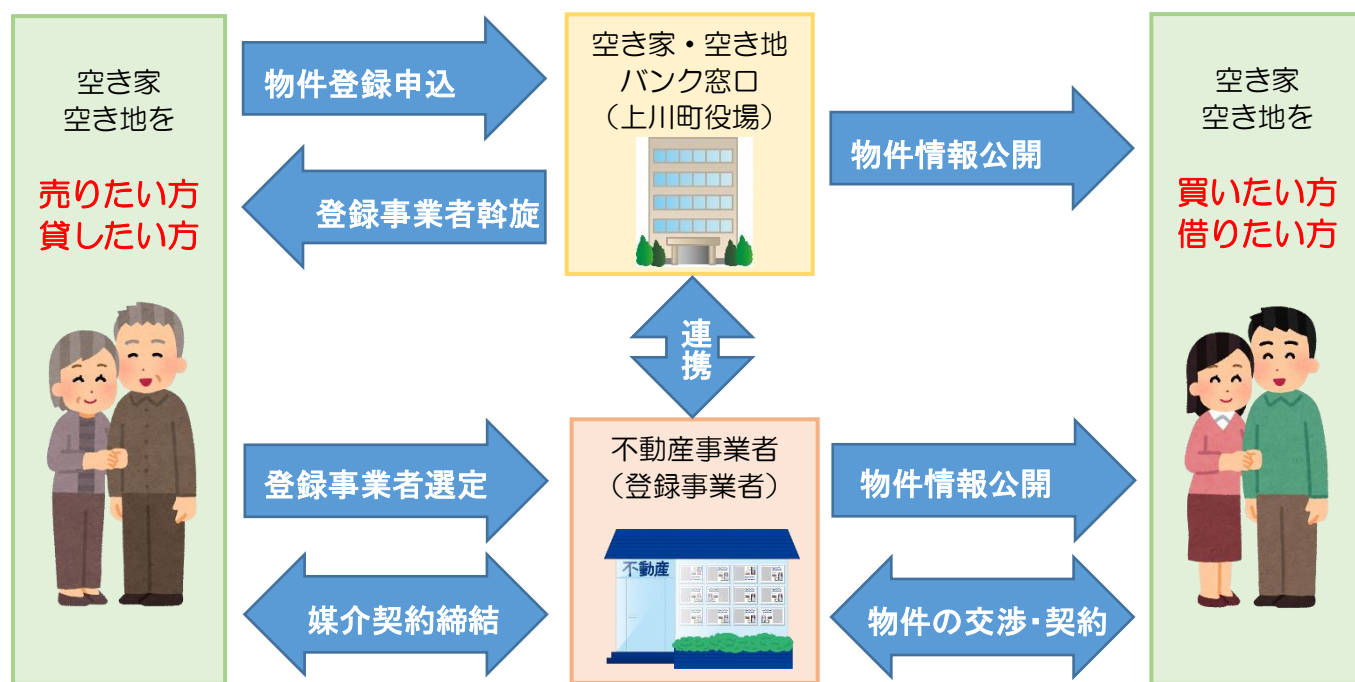 空き家
空き地を
売りたい方
貸したい方
物件登録申込
登録事業者斡旋
空き家・空き地
バンク窓口
（上川町役場）
物件情報公開
空き家
空き地を
買いたい方
借りたい方
連携
登録事業者選定
媒介契約締結
不動産事業者
（登録事業者）
不動産
物件情報公開
物件の交渉・契約